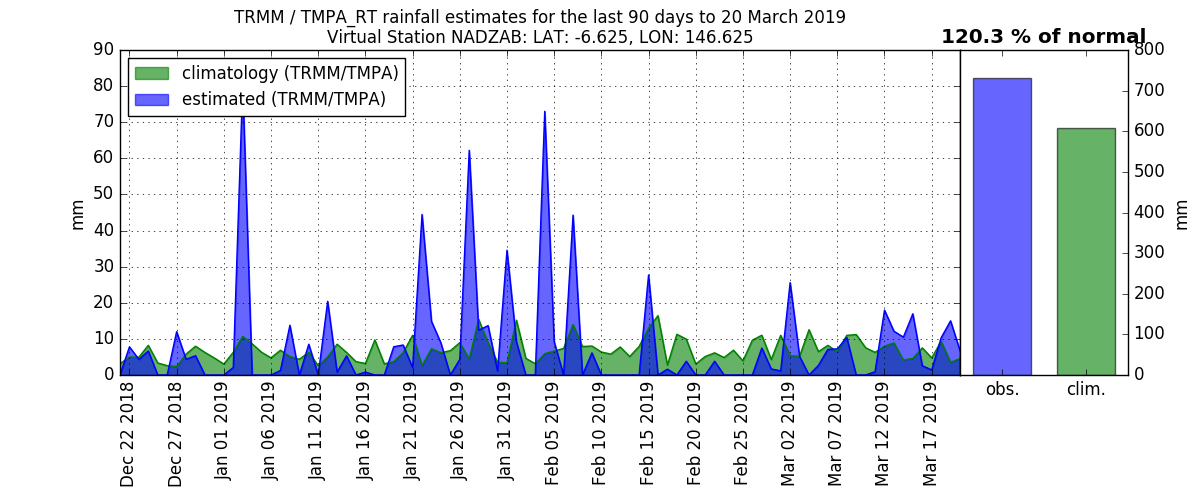 TRMM / TMPA_RT rainfall estimates for the last 90 days to 20 March 2019
Virtual Station NADZAB: LAT: -6.625, LON: 146.625
120.3 % of normal
climatology (TRMM/TMPA)
estimated (TRMM/TMPA)
mm
90
80
70
60
50
40
30
20
10
0
Dec 22 2018
Dec 27 2018
Jan 01 2019
Jan 06 2019
Jan 11 2019
Jan 16 2019
Jan 21 2019
Jan 26 2019
Jan 31 2019
Feb 05 2019
Feb 10 2019
Feb 15 2019
Feb 20 2019
Feb 25 2019
Mar 02 2019
Mar 07 2019
Mar 12 2019
Mar 17 2019
800
700
600
500
400
300
200
100
0
mm
obs.
clim.